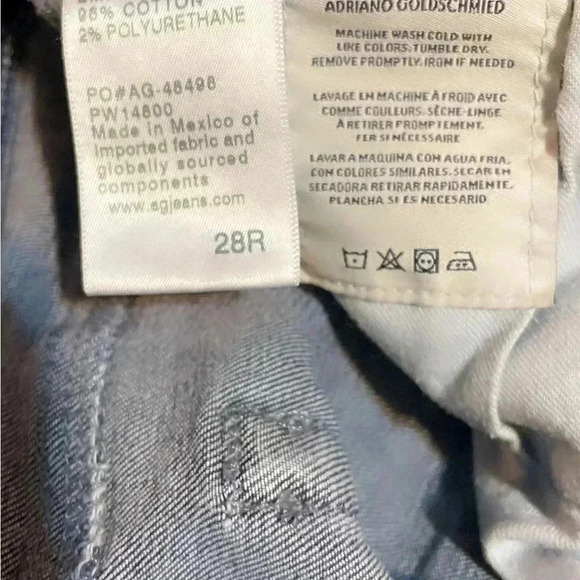 98% COTTON
2% POLYURETHANE
PO#AG-48498
PW14800
Made in Mexico of
Imported fabric and
globally sourced
components
www.agjeans.com
28R
ADRIANO GOLDSCHMIED
MACHINE WASH COLD WITH
LIKE COLORS. TUMBLE DRY.
REMOVE PROMPTLY. IRON IF NEEDED
LAVAGE EN MACHINE À FROID AVEC
COMME COULEURS. SÈCHE-LINGE
À RETIRER PROMPTEMENT.
FER SI NÉCESSAIRE
LAVAR A MAQUINA CON AGUA FRIA,
CON COLORES SIMILARES. SECAR EN
SECADORA RETIRAR RAPIDAMENTE.
PLANCHA SI ES NECESARIO